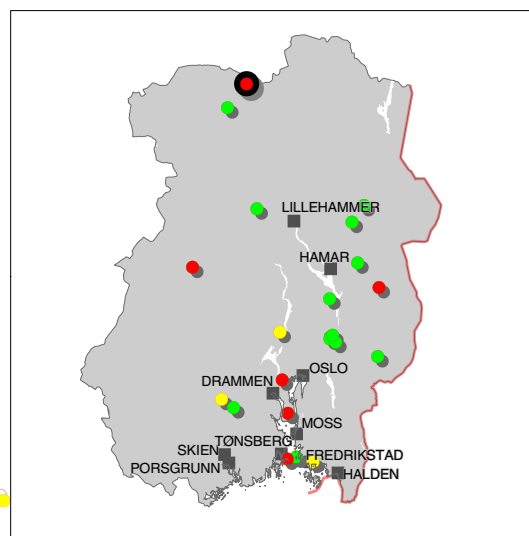 LILLEHAMMER
HAMAR
OSLO
DRAMMEN
MOSS
TØNSBERG
SKIEN
FREDRIKSTAD
PORSGRUNN
HALDEN